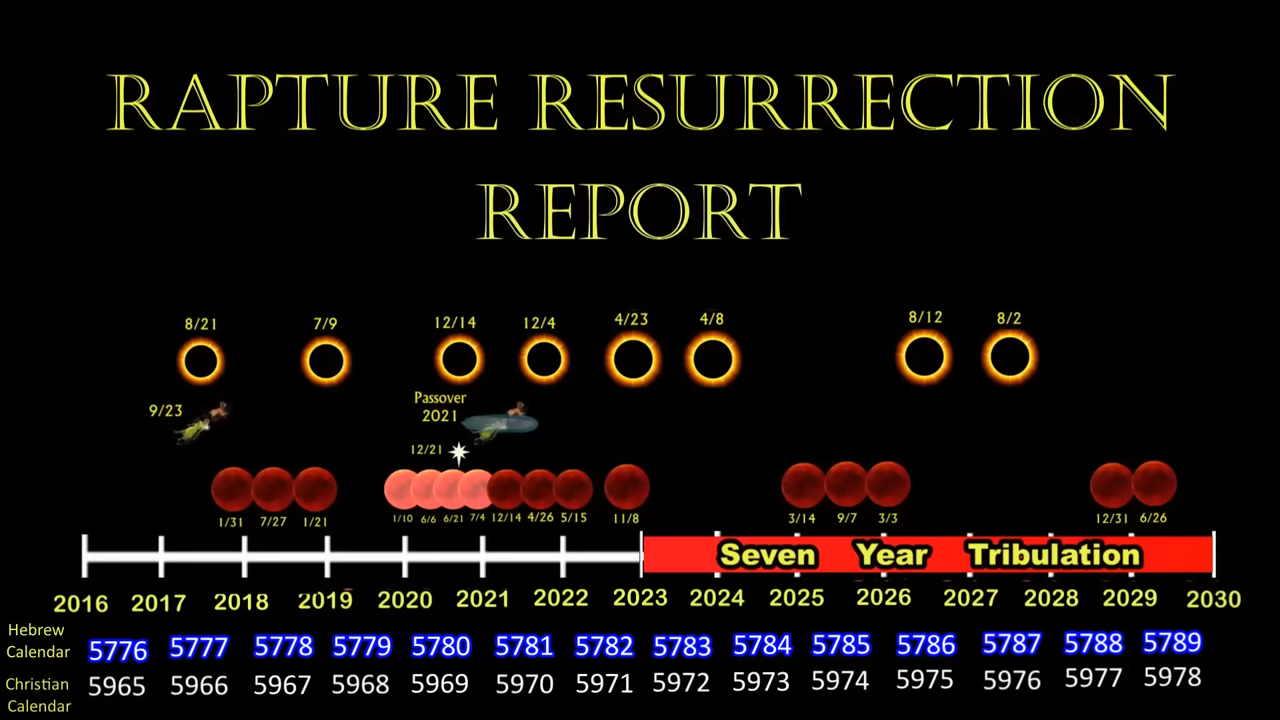 RAPTURE RESURRECTION
REPORT
8/21 7/9 12/14 12/4 4/23 4/8 8/12 8/2
9/23
Passover
2021
12/21
1/31 7/27 1/21 1/10 6/6 6/21 7/4 12/14 4/26 5/15 11/8 3/14 9/7 3/3 12/31 6/26
Seven Year Tribulation
2016 2017 2018 2019 2020 2021 2022 2023 2024 2025 2026 2027 2028 2029 2030
Hebrew
Calendar
5776 5777 5778 5779 5780 5781 5782 5783 5784 5785 5786 5787 5788 5789
Christian
Calendar
5965 5966 5967 5968 5969 5970 5971 5972 5973 5974 5975 5976 5977 5978